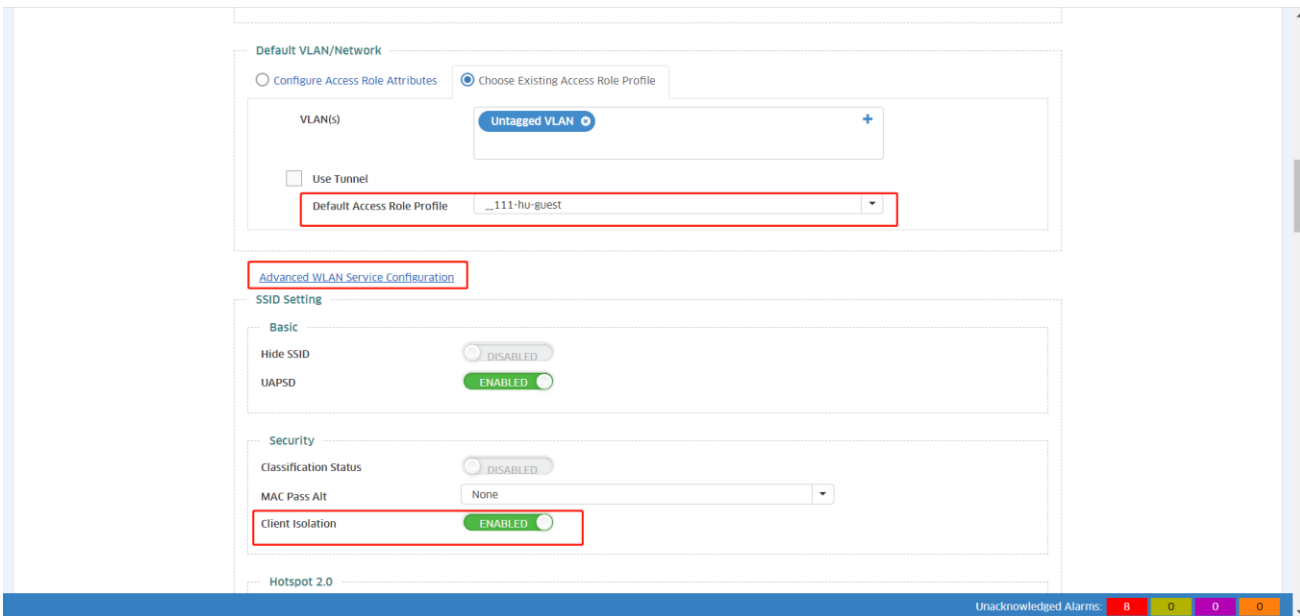 Default VLAN/Network
Configure Access Role Attributes
Choose Existing Access Role Profile
VLAN(s)
Untagged VLAN
Use Tunnel
Default Access Role Profile
__111-hu-guest
Advanced WLAN Service Configuration
SSID Setting
Basic
Hide SSID
DISABLED
UAPSD
ENABLED
Security
Classification Status
DISABLED
MAC Pass Alt
None
Client Isolation
ENABLED
Hotspot 2.0
Unacknowledged Alarms: 8 0 0 0